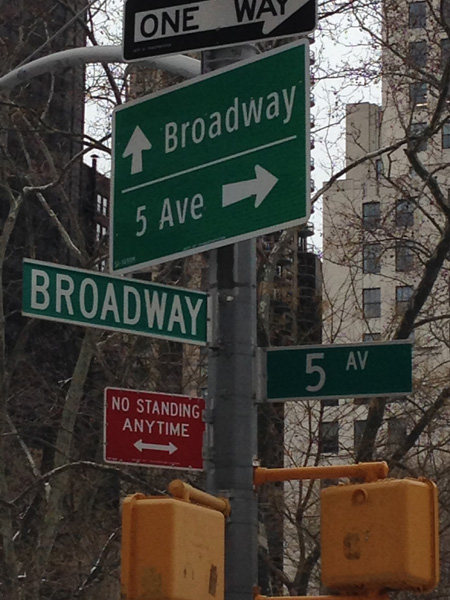 ONE WAY
Broadway
5 Ave
BROADWAY
5 AV
NO STANDING
ANYTIME